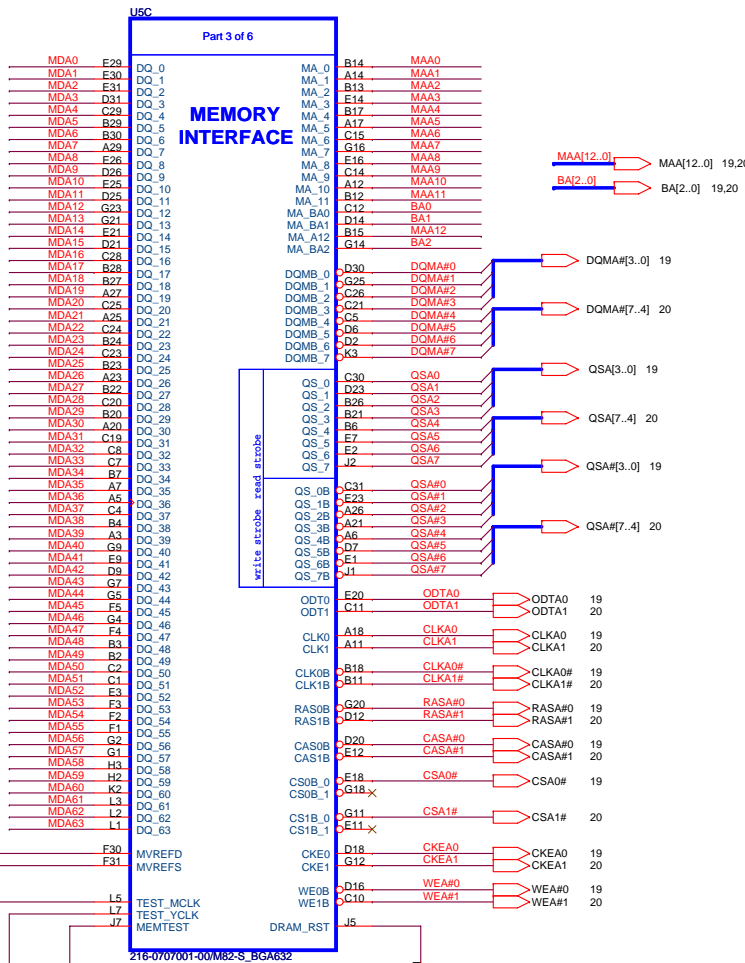 U5C
Part 3 of 6
MEMORY
INTERFACE
MDA0 E29 DQ_0
MDA1 E30 DQ_1
MDA2 E31 DQ_2
MDA3 D31 DQ_3
MDA4 C29 DQ_4
MDA5 B29 DQ_5
MDA6 B30 DQ_6
MDA7 A29 DQ_7
MDA8 E26 DQ_8
MDA9 D26 DQ_9
MDA10 E25 DQ_10
MDA11 D25 DQ_11
MDA12 G23 DQ_12
MDA13 G21 DQ_13
MDA14 E21 DQ_14
MDA15 D21 DQ_15
MDA16 C28 DQ_16
MDA17 B28 DQ_17
MDA18 B27 DQ_18
MDA19 A27 DQ_19
MDA20 C25 DQ_20
MDA21 A25 DQ_21
MDA22 C24 DQ_22
MDA23 B24 DQ_23
MDA24 C23 DQ_24
MDA25 B23 DQ_25
MDA26 A23 DQ_26
MDA27 B22 DQ_27
MDA28 C20 DQ_28
MDA29 B20 DQ_29
MDA30 A20 DQ_30
MDA31 C19 DQ_31
MDA32 C8 DQ_32
MDA33 C7 DQ_33
MDA34 B7 DQ_34
MDA35 A7 DQ_35
MDA36 A5 DQ_36
MDA37 C4 DQ_37
MDA38 B4 DQ_38
MDA39 A3 DQ_39
MDA40 G9 DQ_40
MDA41 E9 DQ_41
MDA42 D9 DQ_42
MDA43 G7 DQ_43
MDA44 G5 DQ_44
MDA45 F5 DQ_45
MDA46 G4 DQ_46
MDA47 F4 DQ_47
MDA48 B3 DQ_48
MDA49 B2 DQ_49
MDA50 C2 DQ_50
MDA51 C1 DQ_51
MDA52 E3 DQ_52
MDA53 F3 DQ_53
MDA54 F2 DQ_54
MDA55 F1 DQ_55
MDA56 G2 DQ_56
MDA57 G1 DQ_57
MDA58 H3 DQ_58
MDA59 H2 DQ_59
MDA60 K2 DQ_60
MDA61 L3 DQ_61
MDA62 L2 DQ_62
MDA63 L1 DQ_63
F30 MVREFD
F31 MVREFS
L5 TEST_MCLK
L7 TEST_YCLK
J7 MEMTEST
MA_0 B14 MAA0
MA_1 A14 MAA1
MA_2 B13 MAA2
MA_3 E14 MAA3
MA_4 B17 MAA4
MA_5 A17 MAA5
MA_6 C15 MAA6
MA_7 G16 MAA7
MA_8 E16 MAA8
MA_9 C14 MAA9
MA_10 A12 MAA10
MA_11 B12 MAA11
MA_BA0 C12 BA0
MA_BA1 D14 BA1
MA_A12 B15 MAA12
MA_BA2 G14 BA2
DQMB_0 D30 DQMA#0
DQMB_1 G25 DQMA#1
DQMB_2 C26 DQMA#2
DQMB_3 C21 DQMA#3
DQMB_4 C5 DQMA#4
DQMB_5 D6 DQMA#5
DQMB_6 D2 DQMA#6
DQMB_7 K3 DQMA#7
read strobe
QS_0 C30 QSA0
QS_1 D23 QSA1
QS_2 B26 QSA2
QS_3 B21 QSA3
QS_4 B6 QSA4
QS_5 E7 QSA5
QS_6 E2 QSA6
QS_7 J2 QSA7
write strobe
QS_0B C31 QSA#0
QS_1B E23 QSA#1
QS_2B A26 QSA#2
QS_3B A21 QSA#3
QS_4B A6 QSA#4
QS_5B D7 QSA#5
QS_6B E1 QSA#6
QS_7B J1 QSA#7
ODT0 E20 ODTA0 ODTA0 19
ODT1 C11 ODTA1 ODTA1 20
CLK0 A18 CLKA0 CLKA0 19
CLK1 A11 CLKA1 CLKA1 20
CLK0B B18 CLKA0# CLKA0# 19
CLK1B B11 CLKA1# CLKA1# 20
RAS0B G20 RASA#0 RASA#0 19
RAS1B D12 RASA#1 RASA#1 20
CAS0B D20 CASA#0 CASA#0 19
CAS1B E12 CASA#1 CASA#1 20
CS0B_0 E18 CSA0# CSA0# 19
CS0B_1 G18
CS1B_0 G11 CSA1# CSA1# 20
CS1B_1 E11
CKE0 D18 CKEA0 CKEA0 19
CKE1 G12 CKEA1 CKEA1 20
WE0B D16 WEA#0 WEA#0 19
WE1B C10 WEA#1 WEA#1 20
DRAM_RST J5
MAA[12..0] MAA[12..0] 19,20
BA[2..0] BA[2..0] 19,20
DQMA#[3..0] 19
DQMA#[7..4] 20
QSA[3..0] 19
QSA[7..4] 20
QSA#[3..0] 19
QSA#[7..4] 20
216-0707001-00/M82-S_BGA632